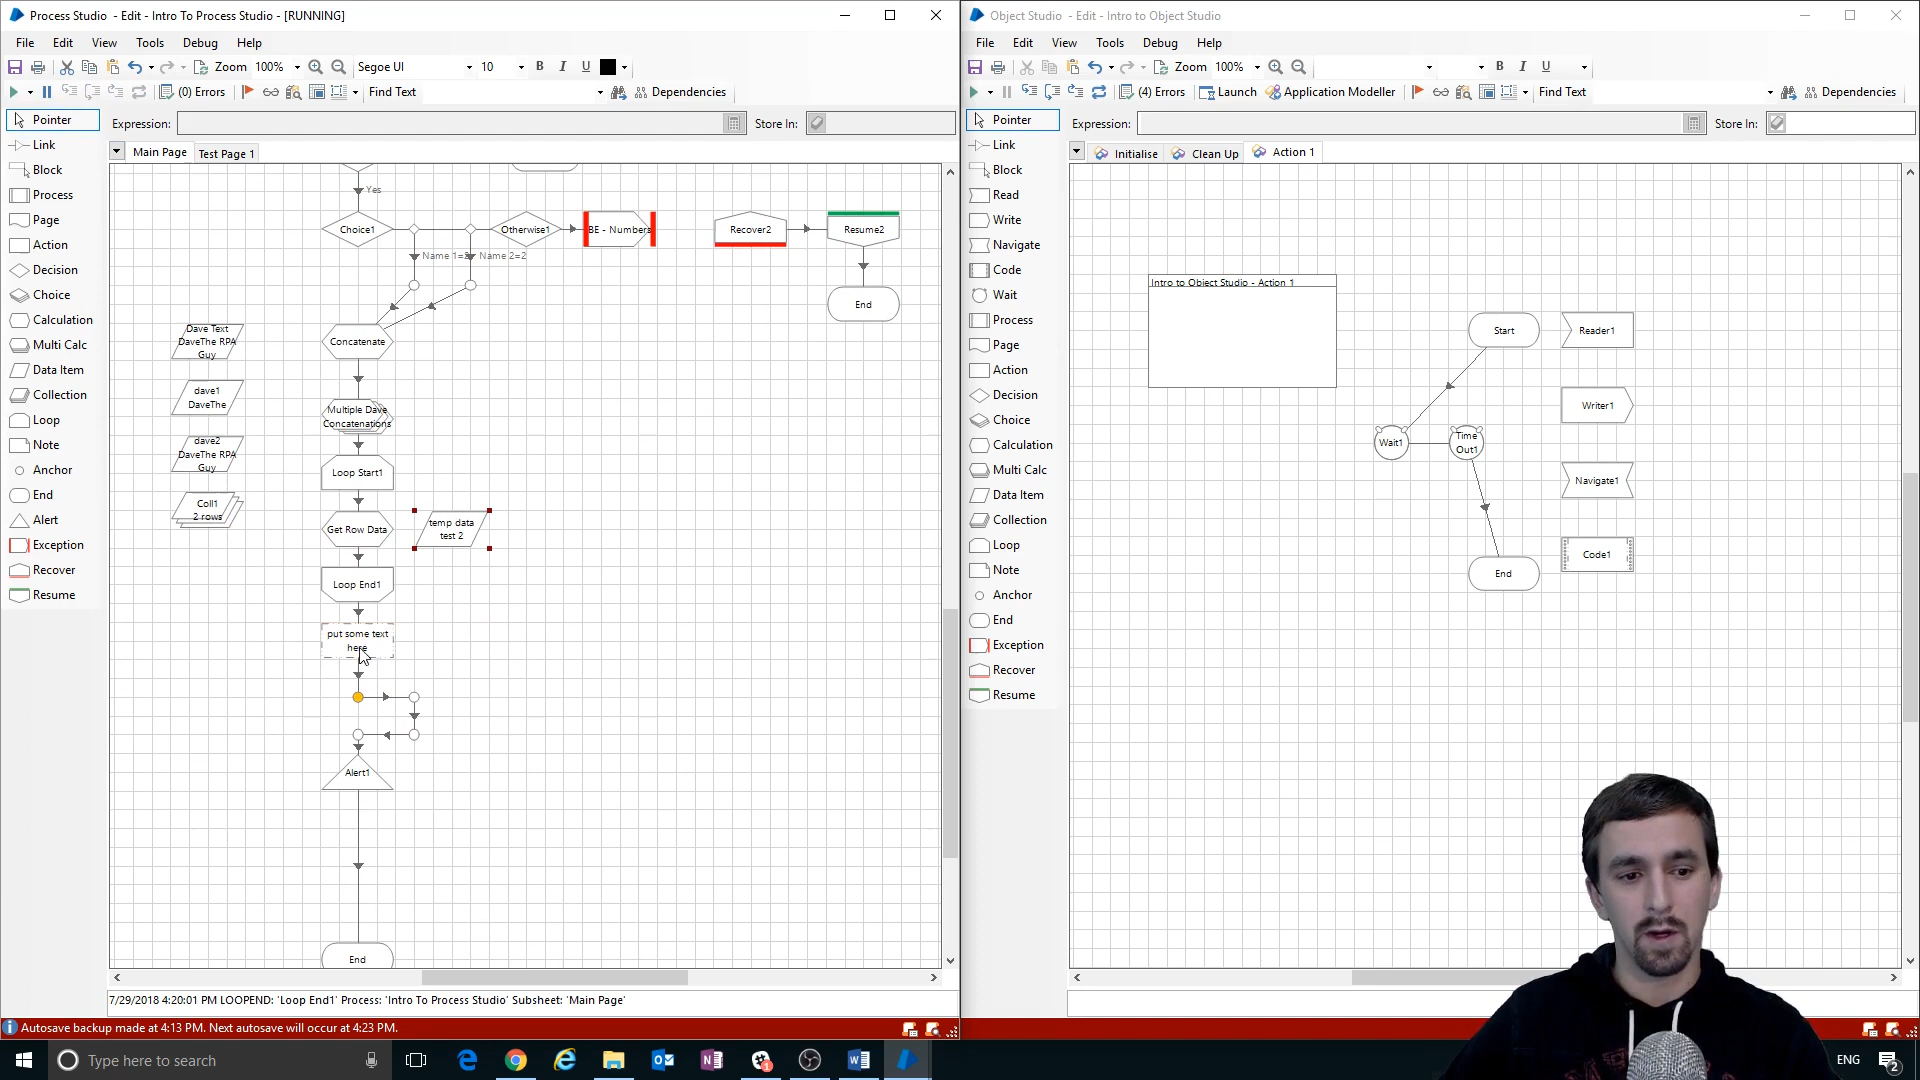 Process Studio - Edit - Intro To Process Studio - [RUNNING]
File Edit View Tools Debug Help
Zoom 100% Segoe UI 10 B I U
(0) Errors Find Text Dependencies
Pointer
Link
Block
Process
Page
Action
Decision
Choice
Calculation
Multi Calc
Data Item
Collection
Loop
Note
Anchor
End
Alert
Exception
Recover
Resume
Expression: Store In:
Main Page Test Page 1
Yes
Choice1 Otherwise1 BE - Numbers Recover2 Resume2
Name 2=2
End
Dave Text
DaveThe RPA
Guy
Concatenate
dave1
DaveThe
Multiple Dave
Concatenations
dave2
DaveThe RPA
Guy
Loop Start1
Coll1
2 rows
Get Row Data
temp data
test 2
Loop End1
put some text
here
Alert1
End
7/29/2018 4:20:01 PM LOOPEND: 'Loop End1' Process: 'Intro To Process Studio' Subsheet: 'Main Page'
Autosave backup made at 4:13 PM. Next autosave will occur at 4:23 PM.
Object Studio - Edit - Intro to Object Studio
File Edit View Tools Debug Help
Zoom 100% B I U
(4) Errors Launch Application Modeller Find Text Dependencies
Pointer
Link
Block
Read
Write
Navigate
Code
Wait
Process
Page
Action
Decision
Choice
Calculation
Multi Calc
Data Item
Collection
Loop
Note
Anchor
End
Exception
Recover
Resume
Expression: Store In:
Initialise Clean Up Action 1
Intro to Object Studio - Action 1
Start Reader1
Writer1
Wait1 Time
Out1
Navigate1
Code1
End
Type here to search
ENG
2